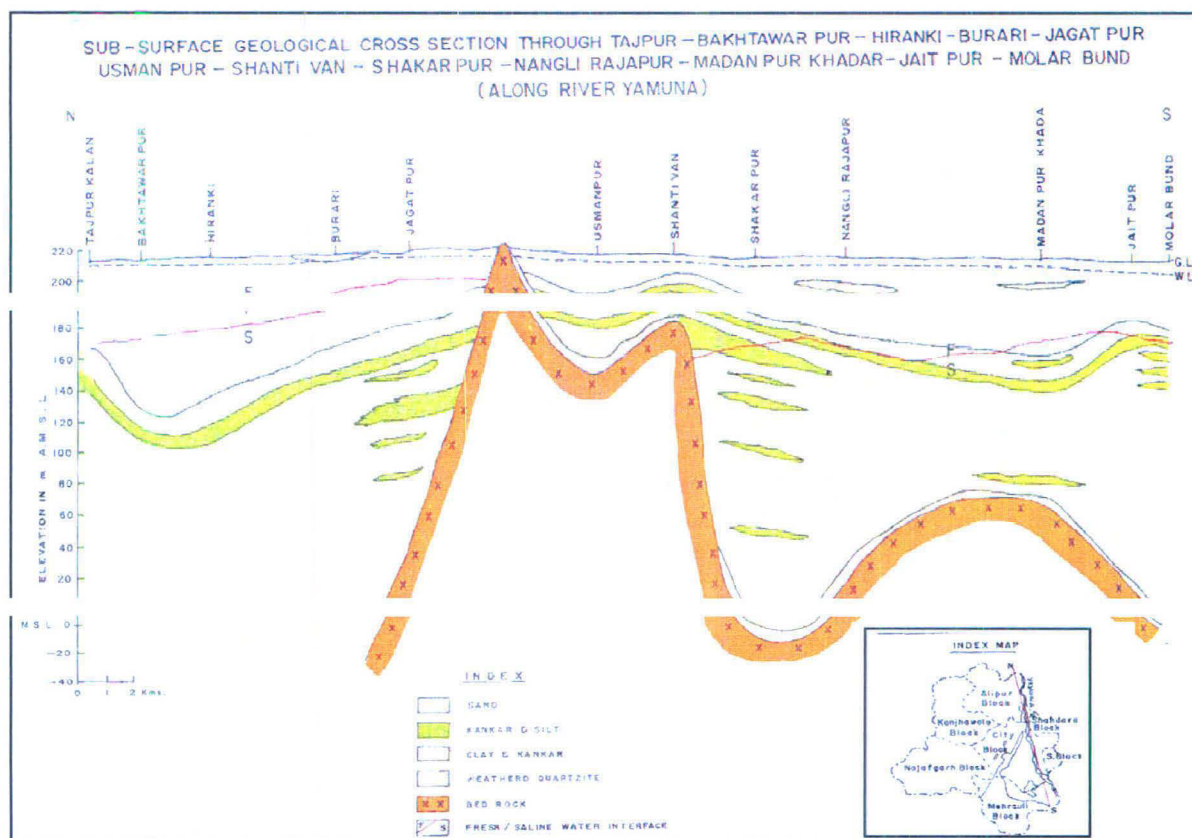 SUB-SURFACE GEOLOGICAL CROSS SECTION THROUGH TAJPUR-BAKHTAWAR PUR-HIRANKI-BURARI-JAGAT PUR
USMAN PUR - SHANTI VAN - SHAKAR PUR -NANGLI RAJAPUR-MADAN PUR KHADAR-JAIT PUR - MOLAR BUND
(ALONG RIVER YAMUNA)
N
S
TAJPUR KALAN
BAKHTAWAR PUR
HIRANKI
BURARI
JAGAT PUR
USMANPUR
SHANTI VAN
SHAKAR PUR
NANGLI RAJAPUR
MADAN PUR KHADA
JAIT PUR
MOLAR BUND
220
200
180
160
140
120
100
80
60
40
20
M S L 0
-20
-40
ELEVATION IN m A.M.S.L.
G.L
W.L
F
S
F
S
0 1 2 Kms.
INDEX
SAND
KANKAR & SILT
CLAY & KANKAR
WEATHERD QUARTZITE
X X BED ROCK
F
S
FRESH / SALINE WATER INTERFACE
INDEX MAP
N
Alipur
Block
Kanjhawala
Block
Shahdara
Block
City
Block
Najafgarh Block
S. Block
Mehrauli
Block
S